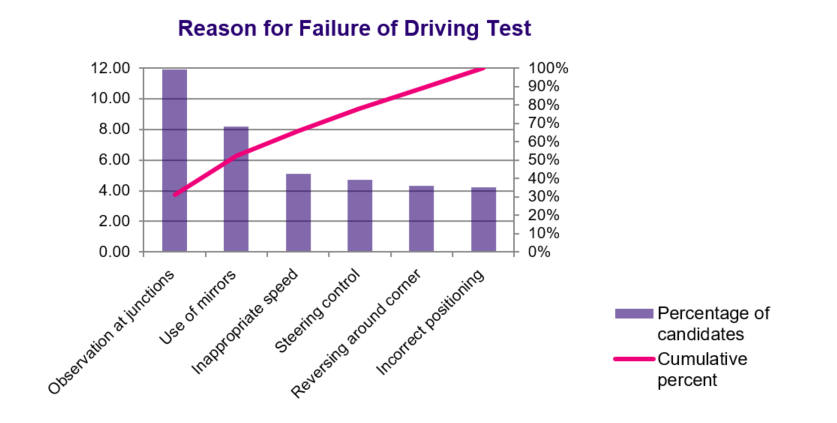 Reason for Failure of Driving Test
12.00
10.00
8.00
6.00
4.00
2.00
0.00
100%
90%
80%
70%
60%
50%
40%
30%
20%
10%
0%
Observation at junctions
Use of mirrors
Inappropriate speed
Steering control
Reversing around corner
Incorrect positioning
Percentage of
candidates
Cumulative
percent